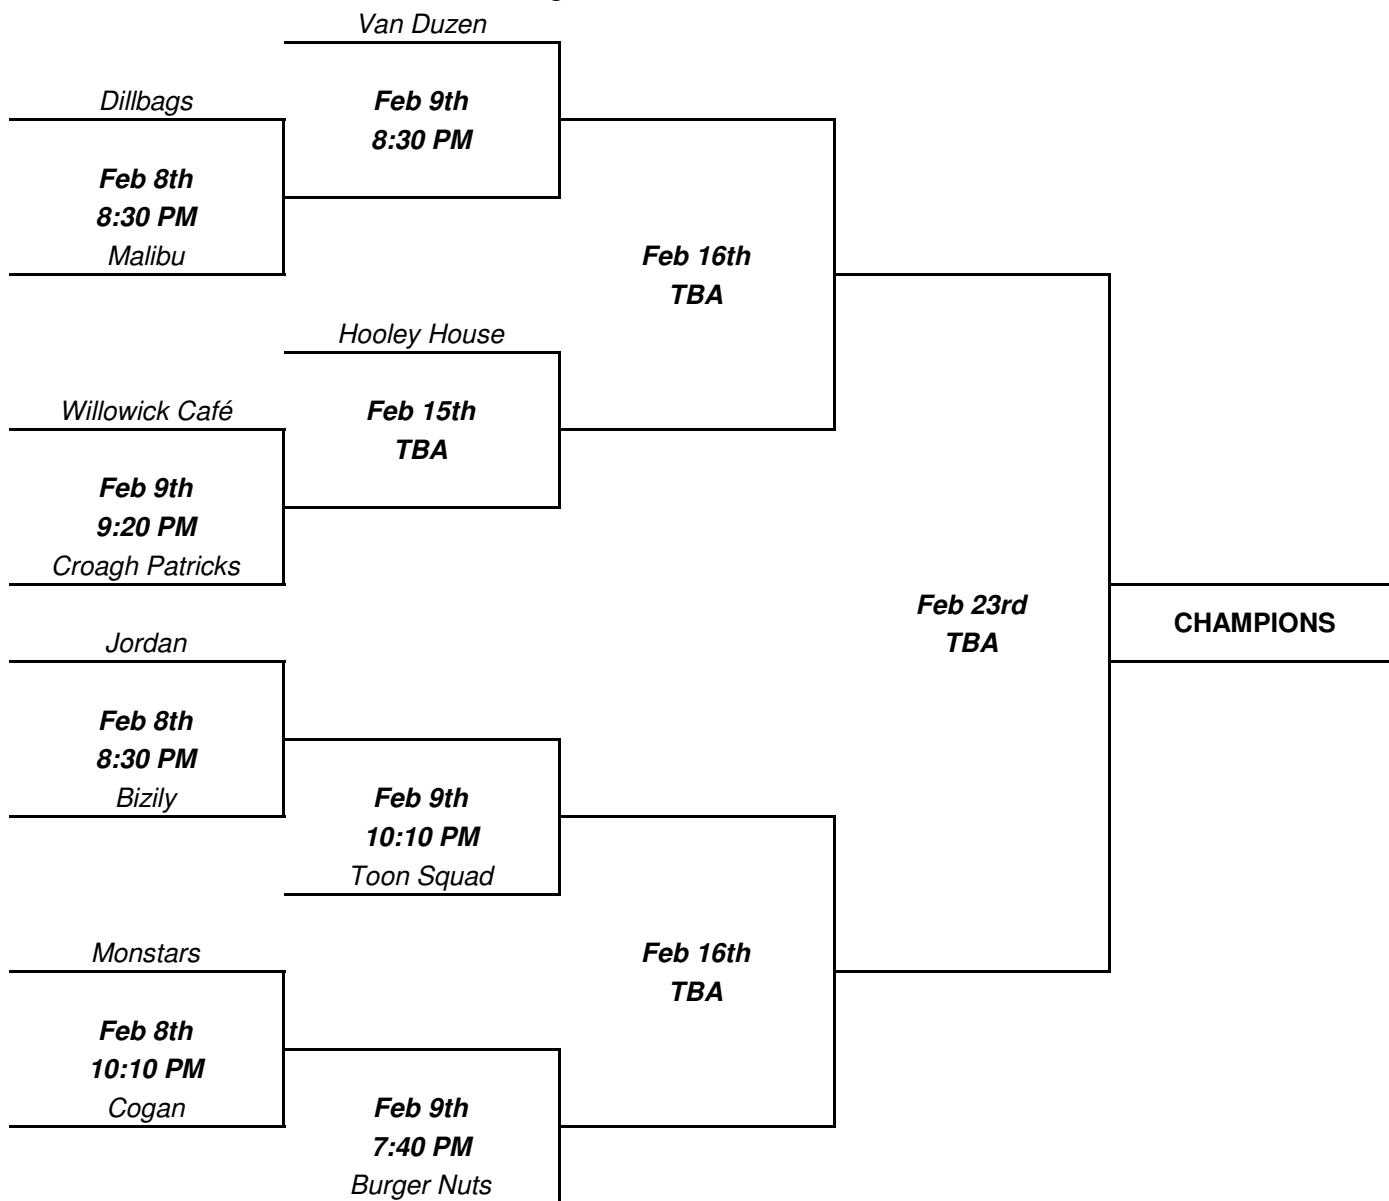 Van Duzen
Dillbags
Feb 9th
8:30 PM
Feb 8th
8:30 PM
Malibu
Feb 16th
TBA
Hooley House
Willowick Café
Feb 15th
TBA
Feb 9th
9:20 PM
Croagh Patricks
Feb 23rd
TBA
CHAMPIONS
Jordan
Feb 8th
8:30 PM
Bizily
Feb 9th
10:10 PM
Toon Squad
Monstars
Feb 16th
TBA
Feb 8th
10:10 PM
Cogan
Feb 9th
7:40 PM
Burger Nuts